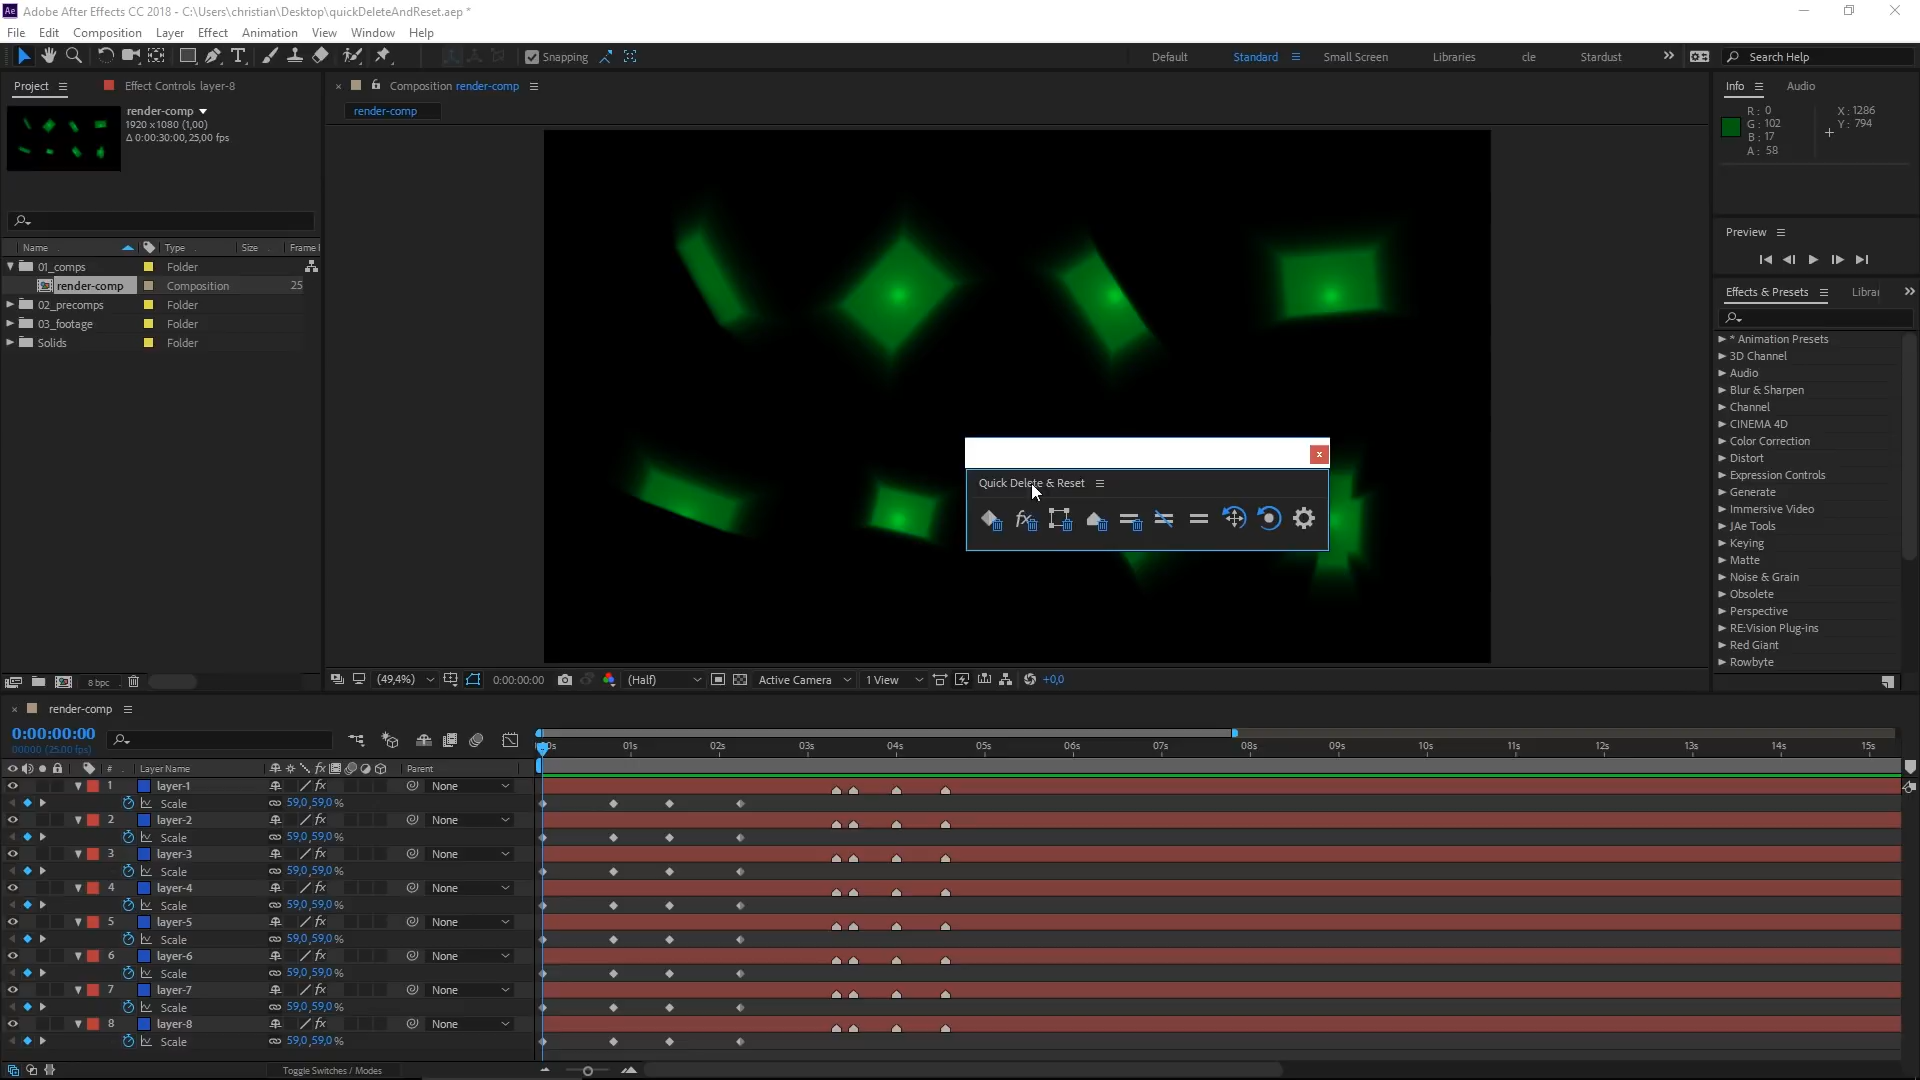 Ae Adobe After Effects CC 2018 - C:\Users\christian\Desktop\quickDeleteAndReset.aep *
File Edit Composition Layer Effect Animation View Window Help
Snapping Default Standard Small Screen Libraries cle Stardust Search Help
Project Effect Controls layer-8
render-comp
1920 x1080 (1,00)
Δ 0:00:30:00, 25,00 fps
Composition render-comp
render-comp
Info Audio
R: 0
G: 102
B: 17
A: 58
X: 1286
Y: 794
Preview
Effects & Presets
* Animation Presets
3D Channel
Audio
Blur & Sharpen
Channel
CINEMA 4D
Color Correction
Distort
Expression Controls
Generate
Immersive Video
JAe Tools
Keying
Matte
Noise & Grain
Obsolete
Perspective
RE:Vision Plug-ins
Red Giant
Rowbyte
Name Type Size Frame
01_comps Folder
render-comp Composition 25
02_precomps Folder
03_footage Folder
Solids Folder
8 bpc
Quick Delete & Reset
fx
(49,4%) 0:00:00:00 (Half) Active Camera 1 View +0,0
render-comp
0:00:00:00
00000 (25.00 fps)
01s 02s 03s 04s 05s 06s 07s 08s 09s 10s 11s 12s 13s 14s 15s
# Layer Name fx Parent
1 layer-1 fx None
Scale 59,0,59,0%
2 layer-2 fx None
Scale 59,0,59,0%
3 layer-3 fx None
Scale 59,0,59,0%
4 layer-4 fx None
Scale 59,0,59,0%
5 layer-5 fx None
Scale 59,0,59,0%
6 layer-6 fx None
Scale 59,0,59,0%
7 layer-7 fx None
Scale 59,0,59,0%
8 layer-8 fx None
Scale 59,0,59,0%
Toggle Switches / Modes